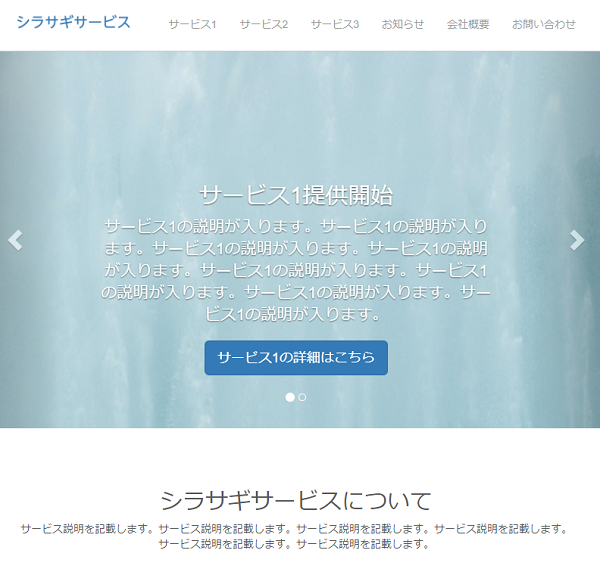 シラサギサービス サービス1 サービス2 サービス3 お知らせ 会社概要 お問い合わせ
サービス1提供開始
サービス1の説明が入ります。サービス1の説明が入り
ます。サービス1の説明が入ります。サービス1の説明
が入ります。サービス1の説明が入ります。サービス1
の説明が入ります。サービス1の説明が入ります。サー
ビス1の説明が入ります。
サービス1の詳細はこちら
シラサギサービスについて
サービス説明を記載します。サービス説明を記載します。サービス説明を記載します。サービス説明を記載します。
サービス説明を記載します。サービス説明を記載します。